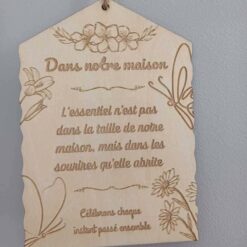 Dans notre maison
L'essentiel n'est pas
dans la taille de notre
maison, mais dans les
sourires qu'elle abrite
Célébrons chaque
instant passé ensemble